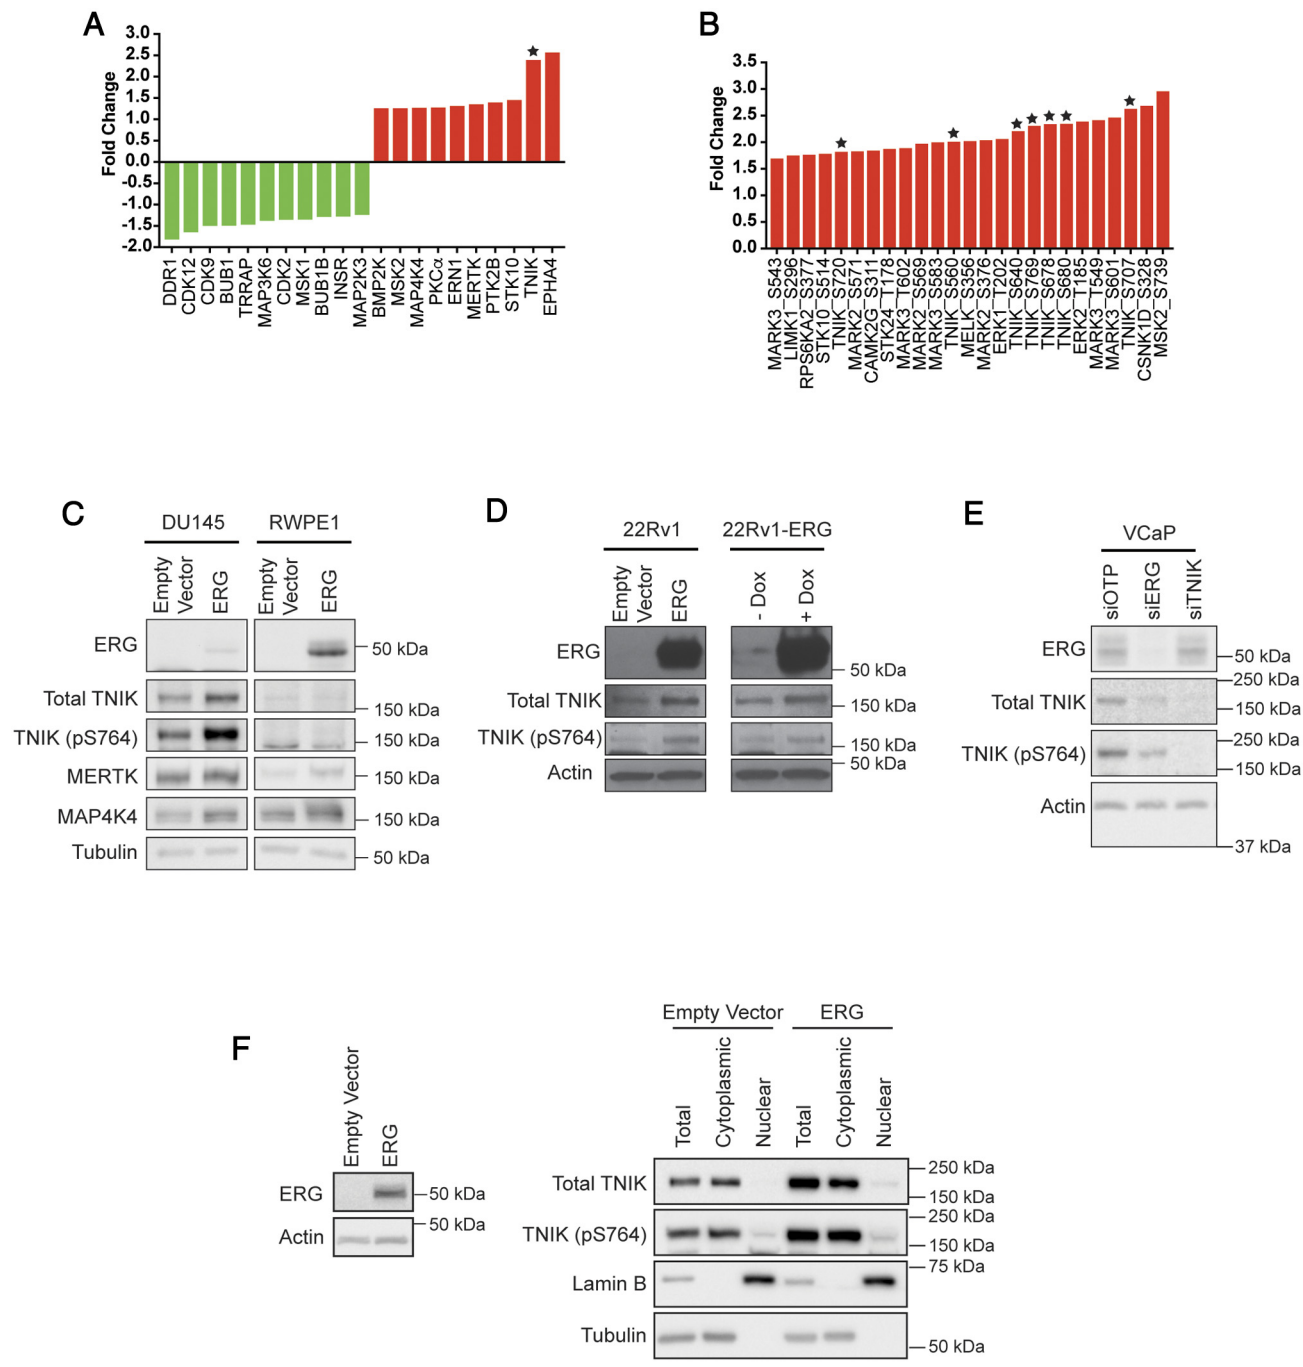 A
Fold Change
3.0
2.5
2.0
1.5
1.0
0.5
0.0
-0.5
-1.0
-1.5
-2.0
DDR1
CDK12
CDK9
BUB1
TRRAP
MAP3K6
CDK2
MSK1
BUB1B
INSR
MAP2K3
BMP2K
MSK2
MAP4K4
PKCα
ERN1
MERTK
PTK2B
STK10
TNIK
EPHA4
B
Fold Change
3.5
3.0
2.5
2.0
1.5
1.0
0.5
0.0
MARK3_S543
LIMK1_S296
RPS6KA2_S377
STK10_S514
TNIK_S720
MARK2_S571
CAMK2G_S311
STK24_T178
MARK3_T602
MARK2_S569
MARK3_S583
TNIK_S560
MELK_S356
MARK2_S376
ERK1_T202
TNIK_S640
TNIK_S769
TNIK_S678
TNIK_S680
ERK2_T185
MARK3_T549
MARK3_S601
TNIK_S707
CSNK1D_S328
MSK2_S739
C
DU145 RWPE1
Empty Vector ERG Empty Vector ERG
ERG 50 kDa
Total TNIK 150 kDa
TNIK (pS764) 150 kDa
MERTK 150 kDa
MAP4K4 150 kDa
Tubulin 50 kDa
D
22Rv1 22Rv1-ERG
Empty Vector ERG - Dox + Dox
ERG 50 kDa
Total TNIK 150 kDa
TNIK (pS764) 150 kDa
Actin 50 kDa
E
VCaP
siOTP siERG siTNIK
ERG 50 kDa
250 kDa
Total TNIK 150 kDa
250 kDa
TNIK (pS764) 150 kDa
Actin
37 kDa
F
Empty Vector ERG
ERG 50 kDa
50 kDa
Actin
Empty Vector ERG
Total Cytoplasmic Nuclear Total Cytoplasmic Nuclear
250 kDa
Total TNIK 150 kDa
250 kDa
TNIK (pS764) 150 kDa
75 kDa
Lamin B
Tubulin 50 kDa